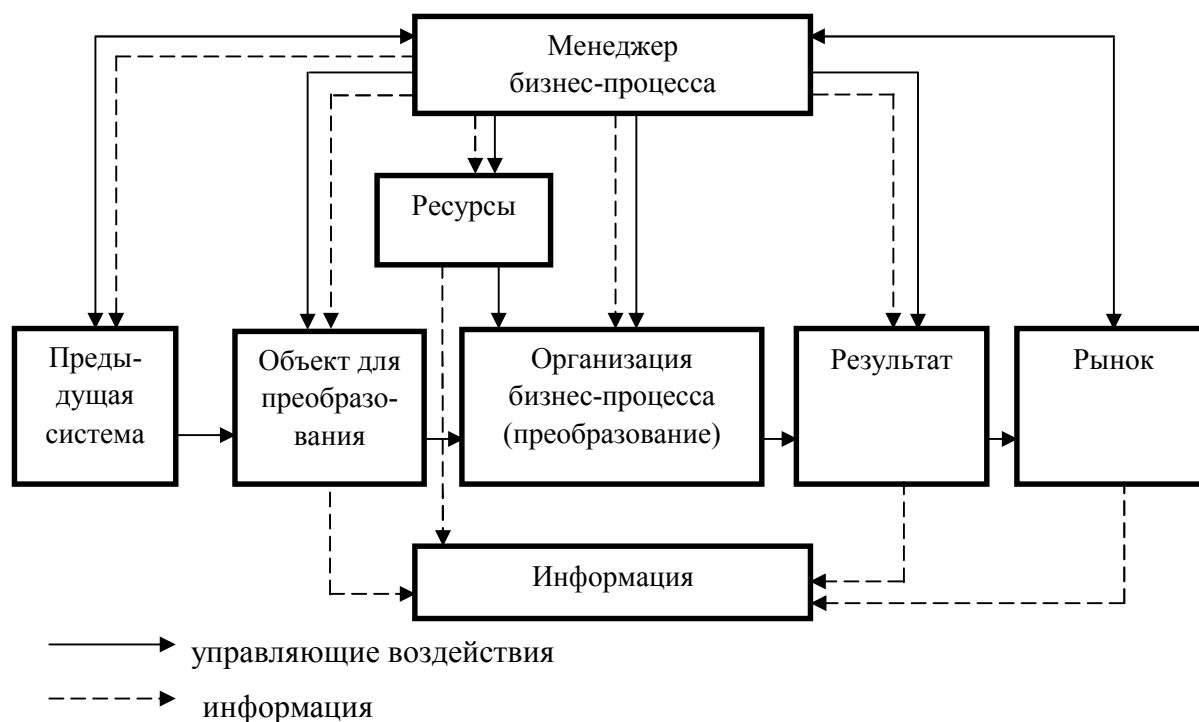 Менеджер
бизнес-процесса
Ресурсы
Преды-
дущая
система
Объект для
преобразо-
вания
Организация
бизнес-процесса
(преобразование)
Результат
Рынок
Информация
управляющие воздействия
информация